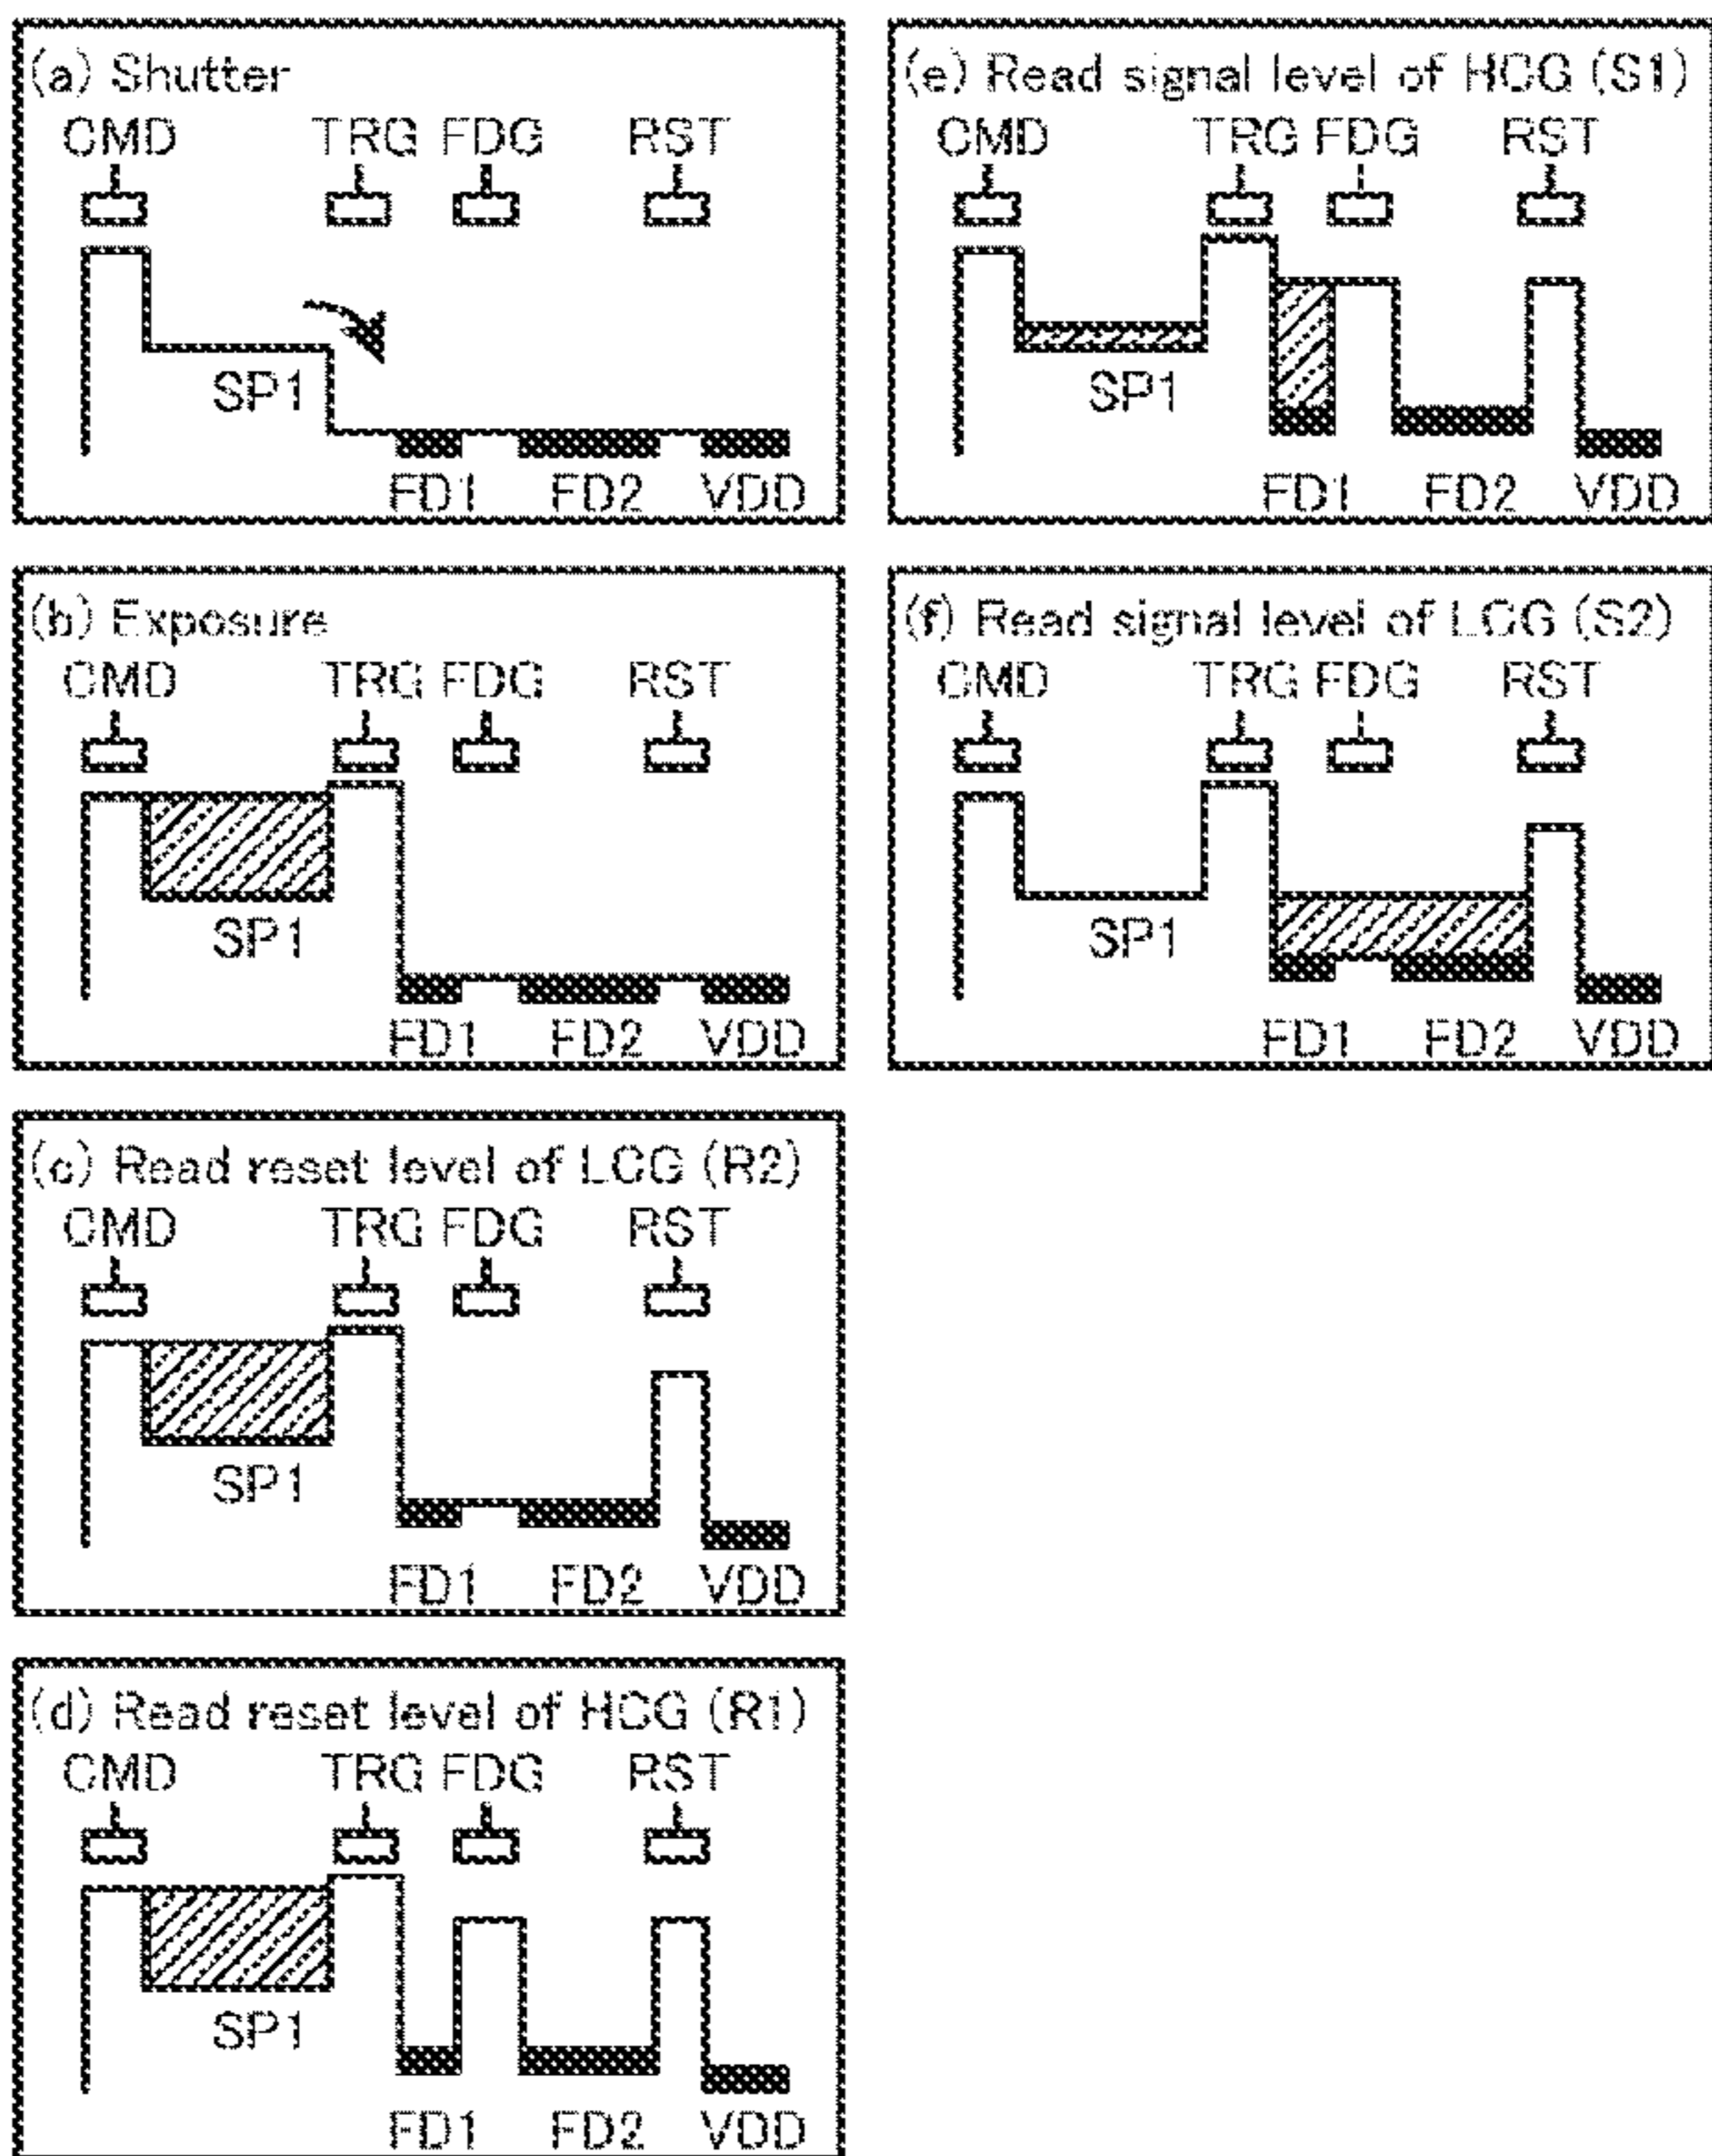 (a) Shutter
CMD TRG FDG RST
SP1
FD1 FD2 VDD
(b) Exposure
CMD TRG FDG RST
SP1
FD1 FD2 VDD
(c) Read reset level of LCG (R2)
CMD TRG FDG RST
SP1
FD1 FD2 VDD
(d) Read reset level of HCG (R1)
CMD TRG FDG RST
SP1
FD1 FD2 VDD
(e) Read signal level of HCG (S1)
CMD TRG FDG RST
SP1
FD1 FD2 VDD
(f) Read signal level of LCG (S2)
CMD TRG FDG RST
SP1
FD1 FD2 VDD